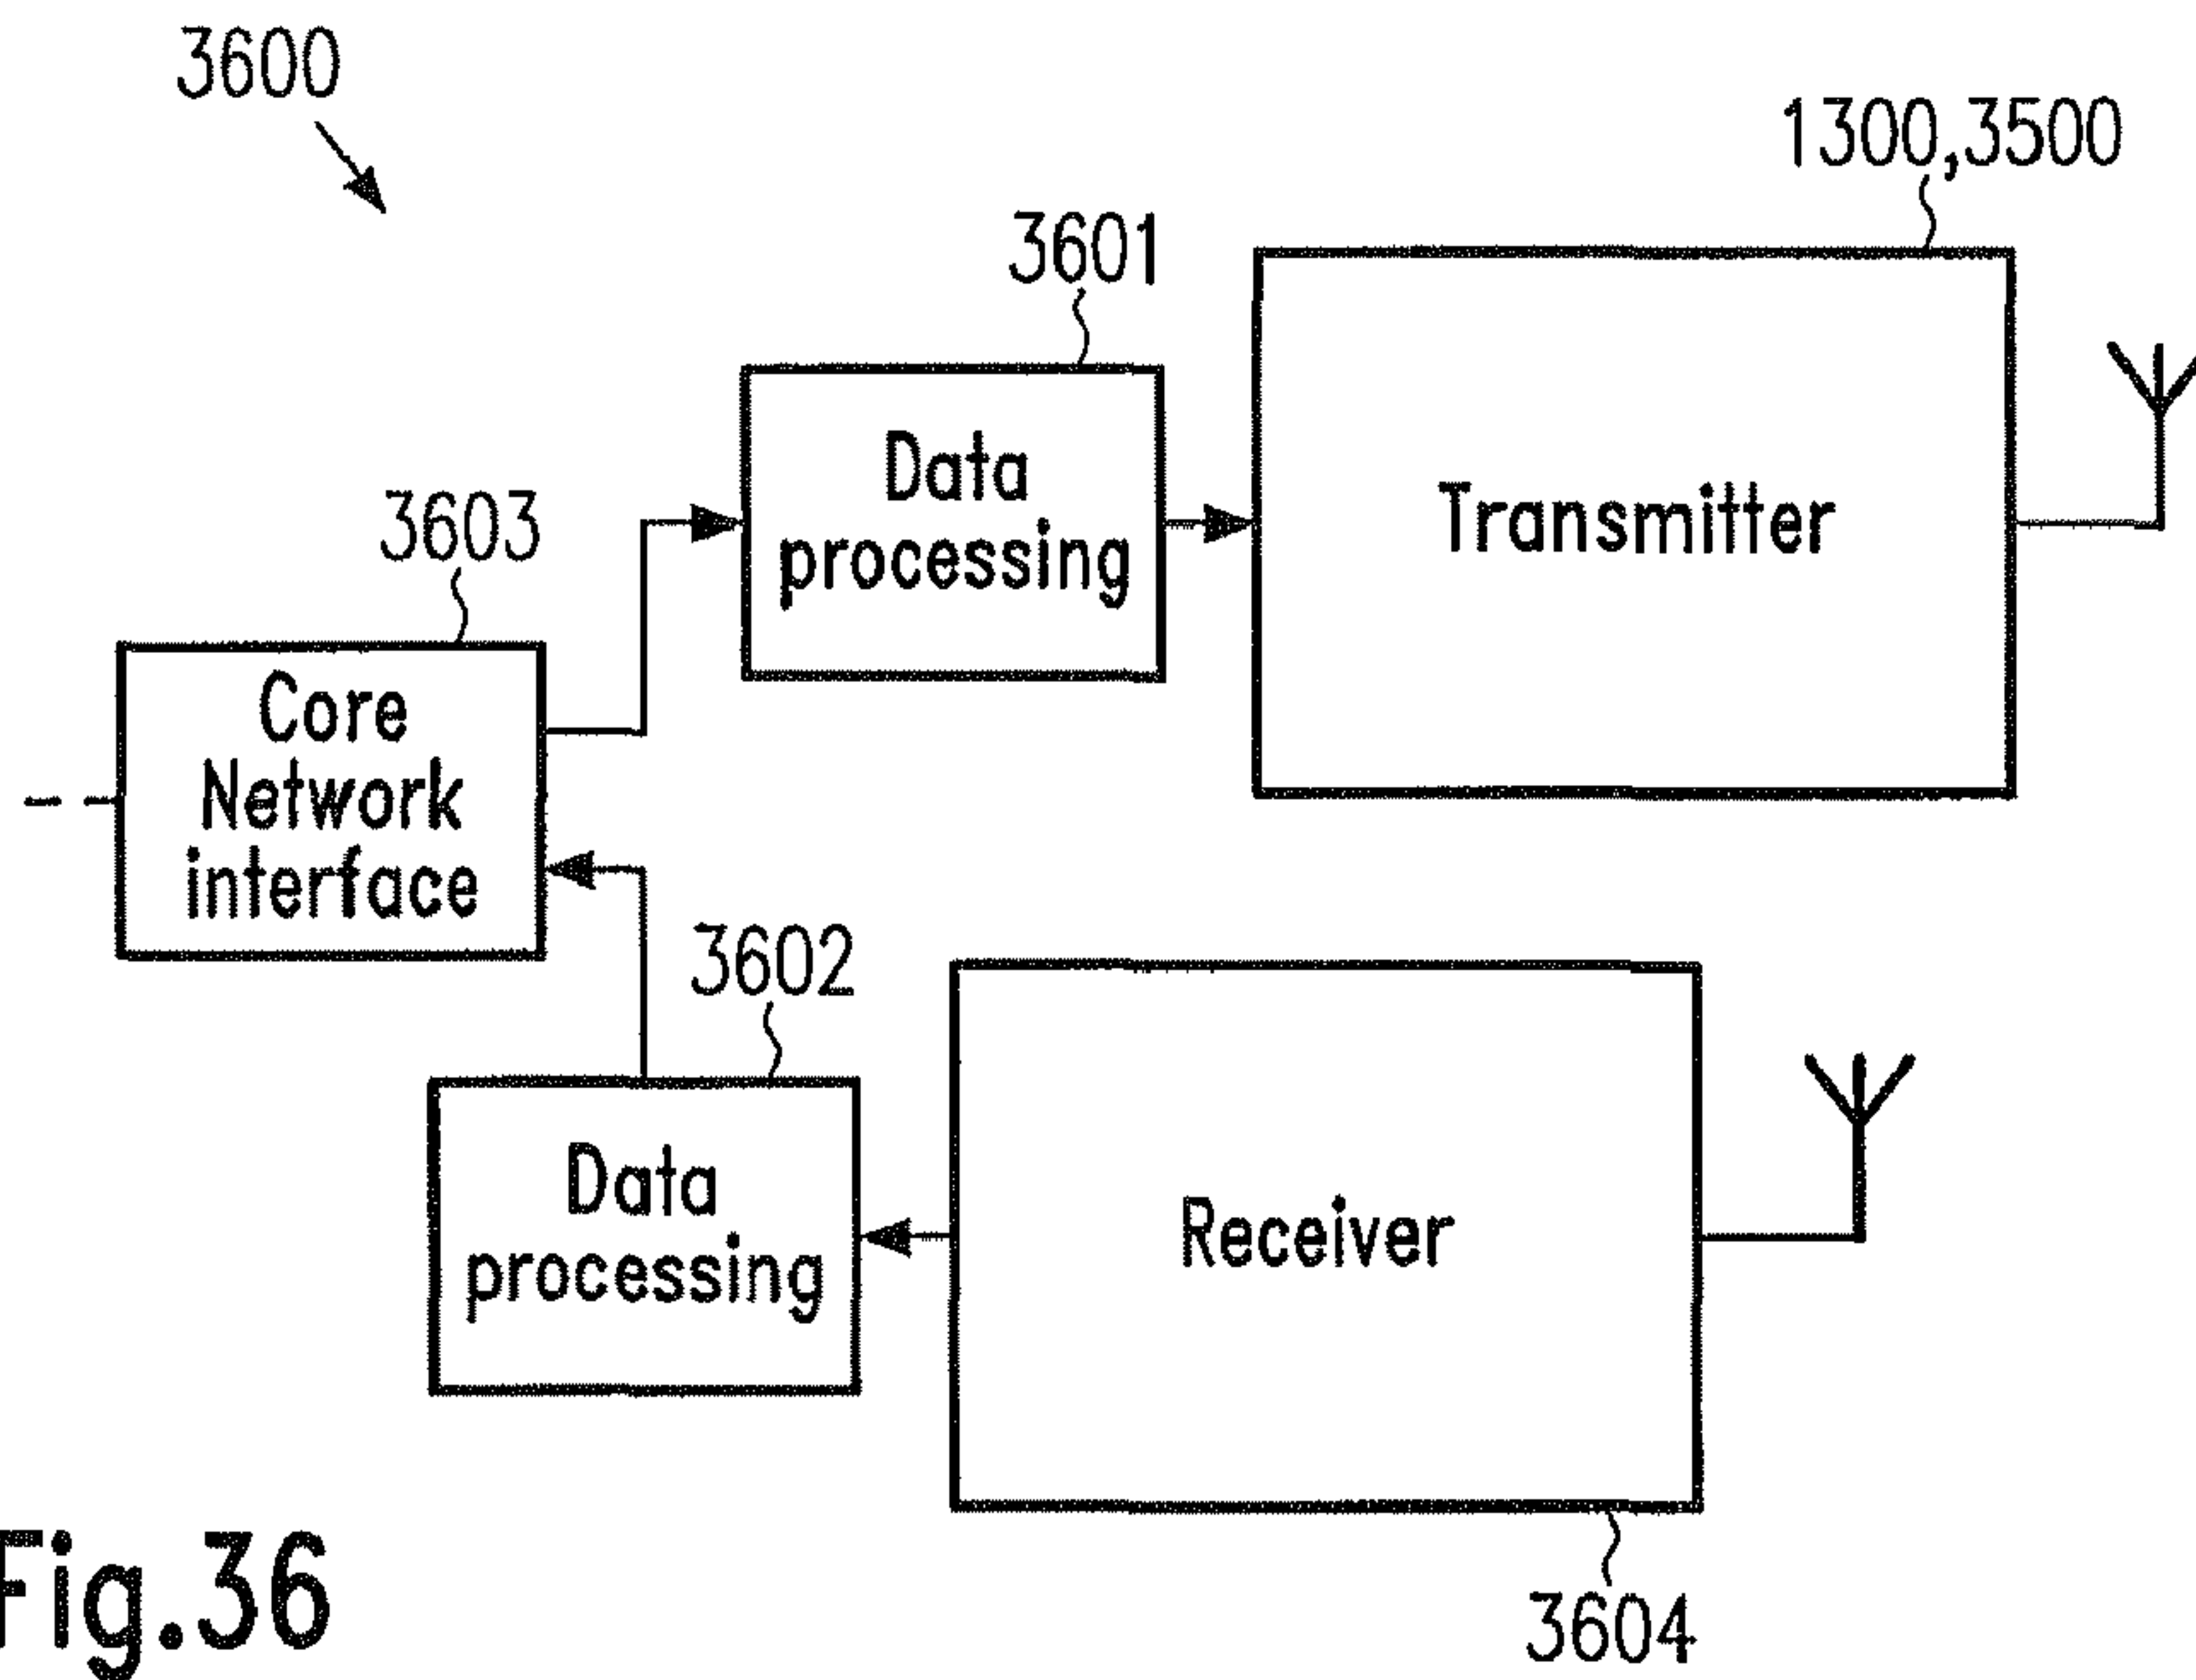 3600
1300,3500
3601
Data
processing
Transmitter
3603
Core
Network
interface
3602
Data
processing
Receiver
3604
Fig.36